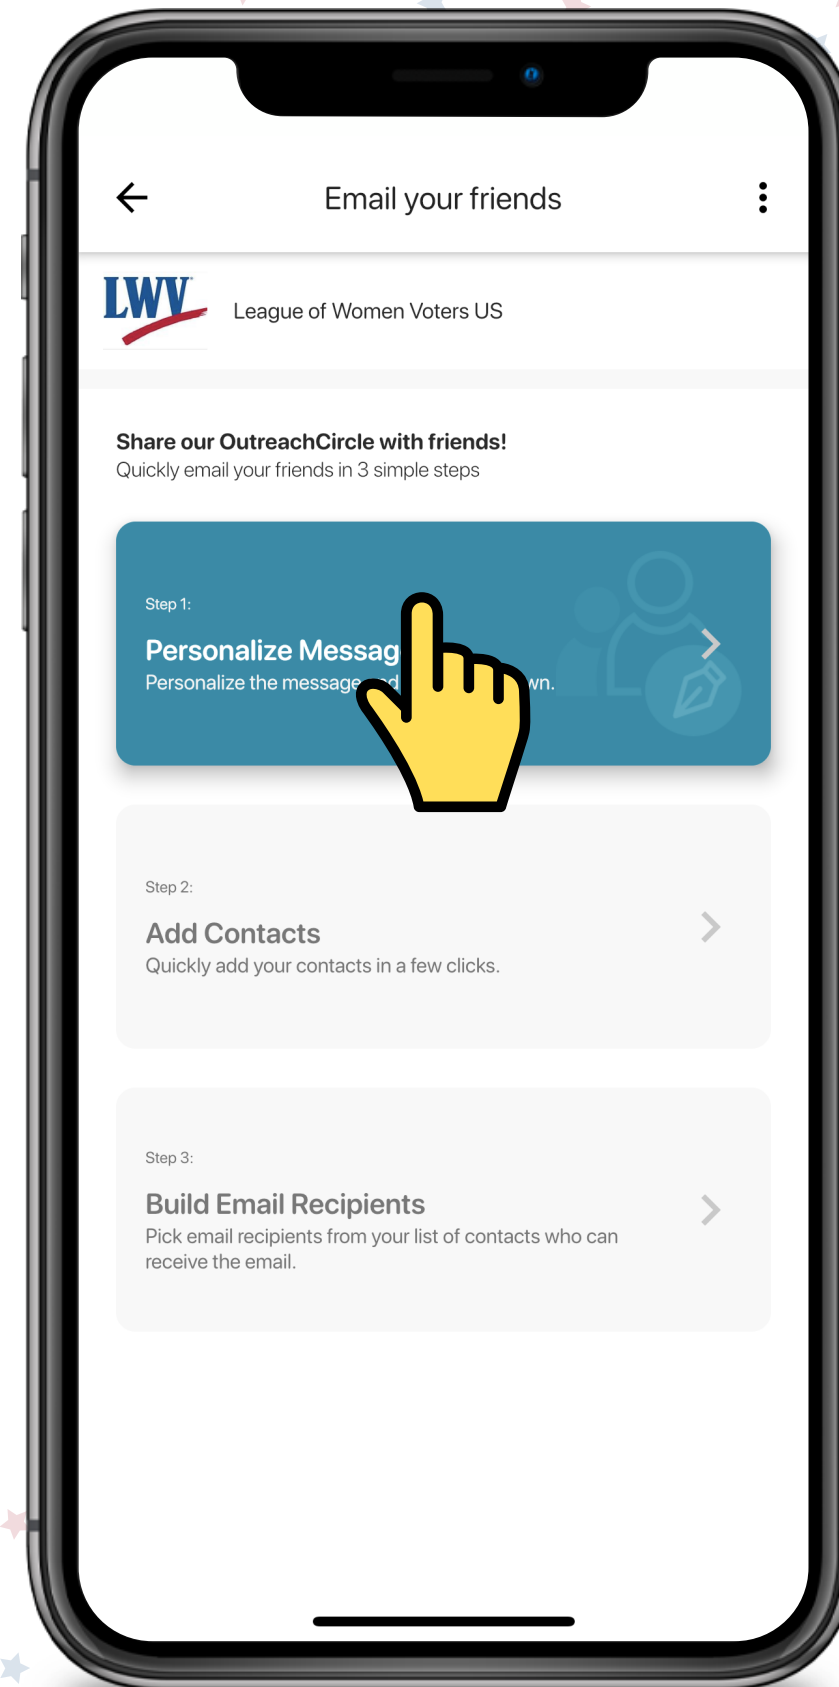 Email your friends
LWV
League of Women Voters US
Share our OutreachCircle with friends!
Quickly email your friends in 3 simple steps
Step 1:
Personalize Messag
Personalize the message wn.
Step 2:
Add Contacts
Quickly add your contacts in a few clicks.
Step 3:
Build Email Recipients
Pick email recipients from your list of contacts who can
receive the email.